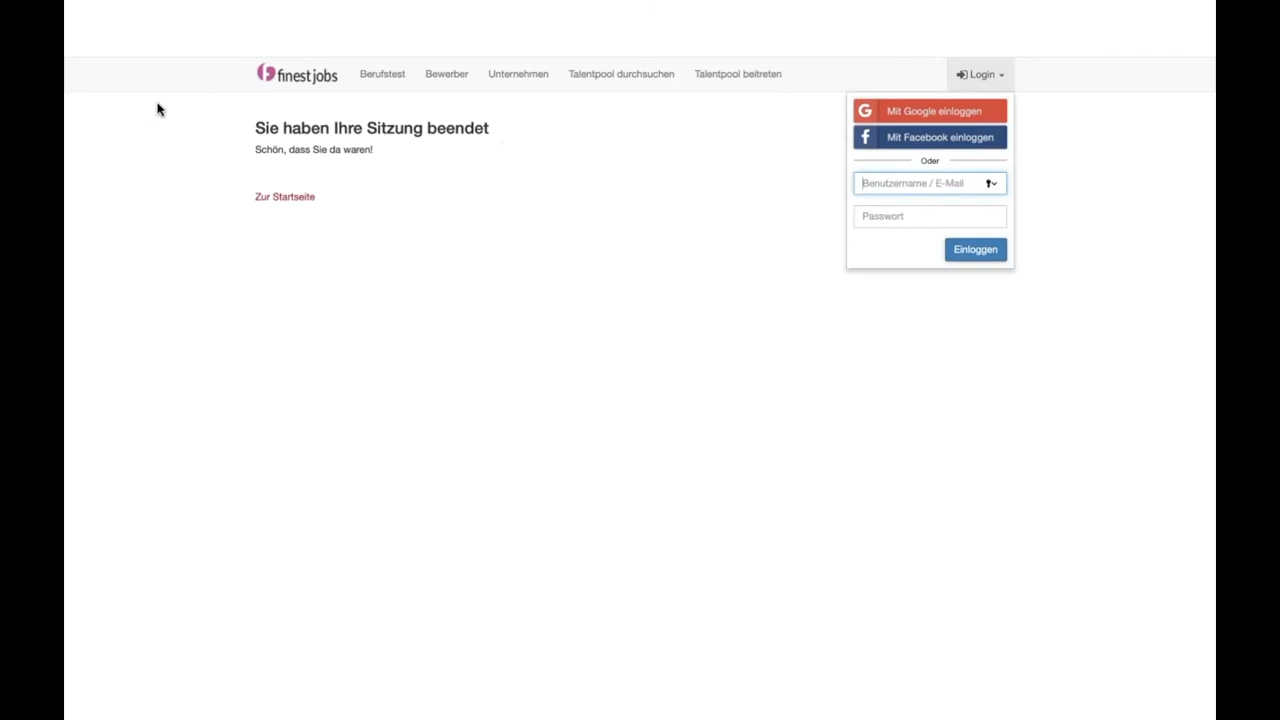 finest jobs Berufstest Bewerber Unternehmen Talentpool durchsuchen Talentpool beitreten Login
Sie haben Ihre Sitzung beendet
Schön, dass Sie da waren!
Zur Startseite
G Mit Google einloggen
f Mit Facebook einloggen
Oder
Benutzername / E-Mail
Passwort
Einloggen